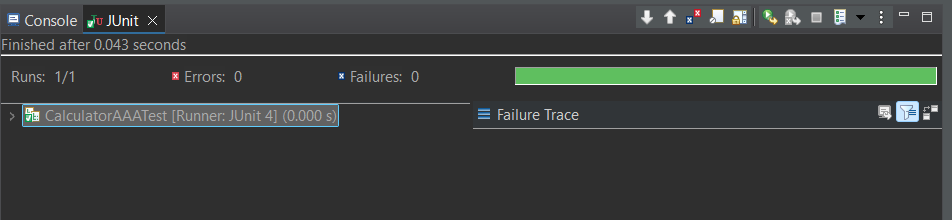 Console JUnit
Finished after 0.043 seconds
Runs: 1/1 Errors: 0 Failures: 0
CalculatorAAATest [Runner: JUnit 4] (0.000 s)
Failure Trace